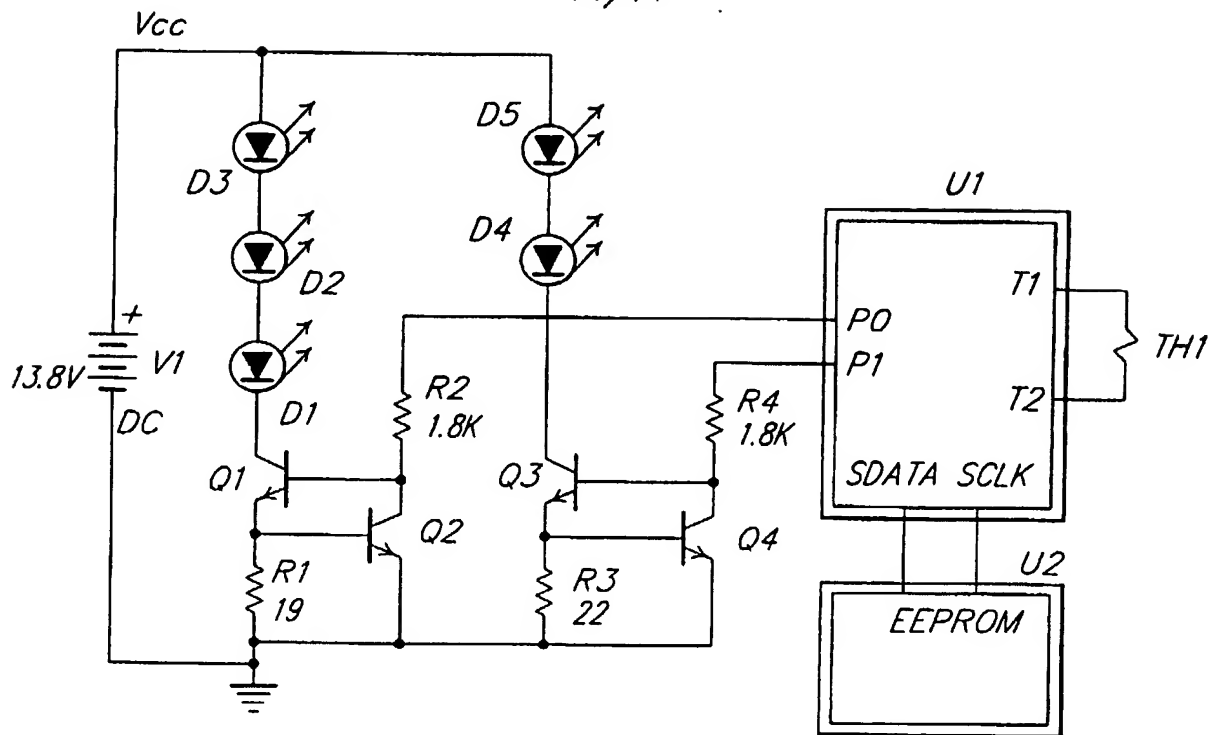 Vcc
D5
D3
U1
D4
D2
T1
P0
TH1
+
V1
13.8V
P1
R2
1.8K
R4
1.8K
T2
D1
DC
Q1
Q3
SDATA SCLK
Q2
Q4
R1
19
R3
22
U2
EEPROM